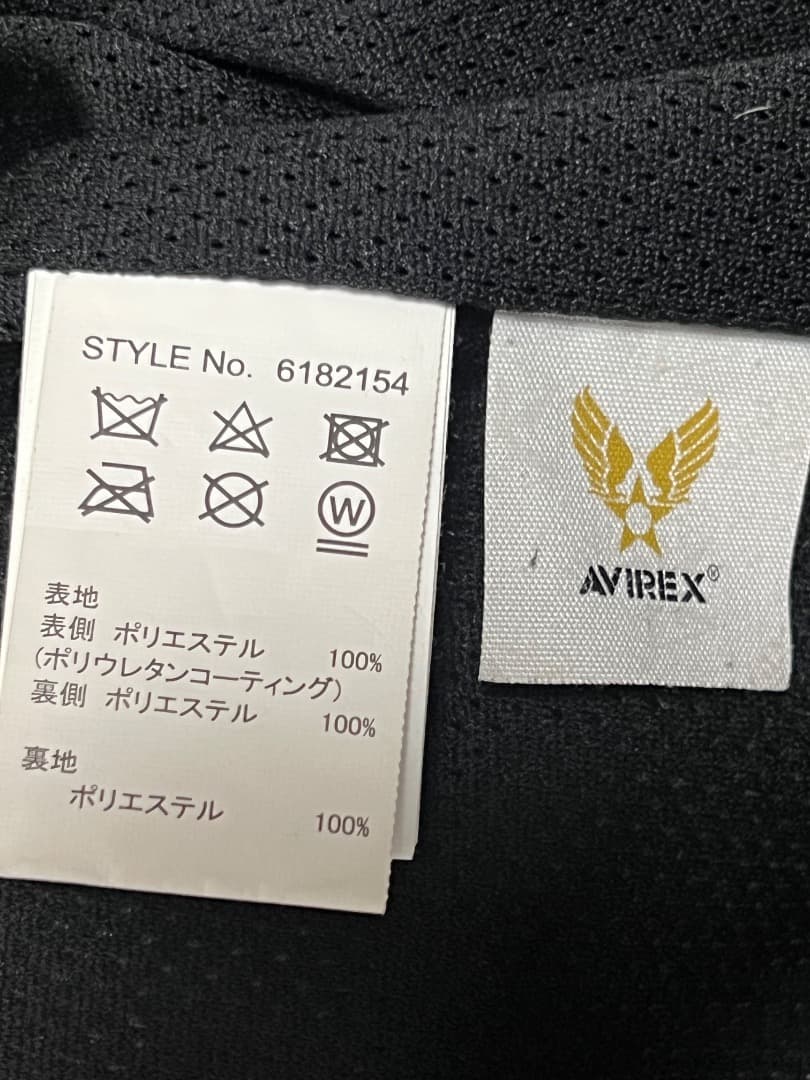 STYLE No. 6182154
W
表地
表側 ポリエステル 100%
(ポリウレタンコーティング)
裏側 ポリエステル 100%
裏地
ポリエステル 100%
AVIREX®